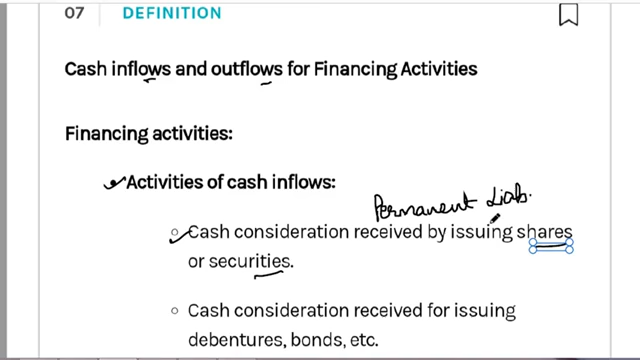 07 DEFINITION
Cash inflows and outflows for Financing Activities
Financing activities:
Activities of cash inflows:
Permanent Liab.
Cash consideration received by issuing shares
or securities.
Cash consideration received for issuing
debentures, bonds, etc.